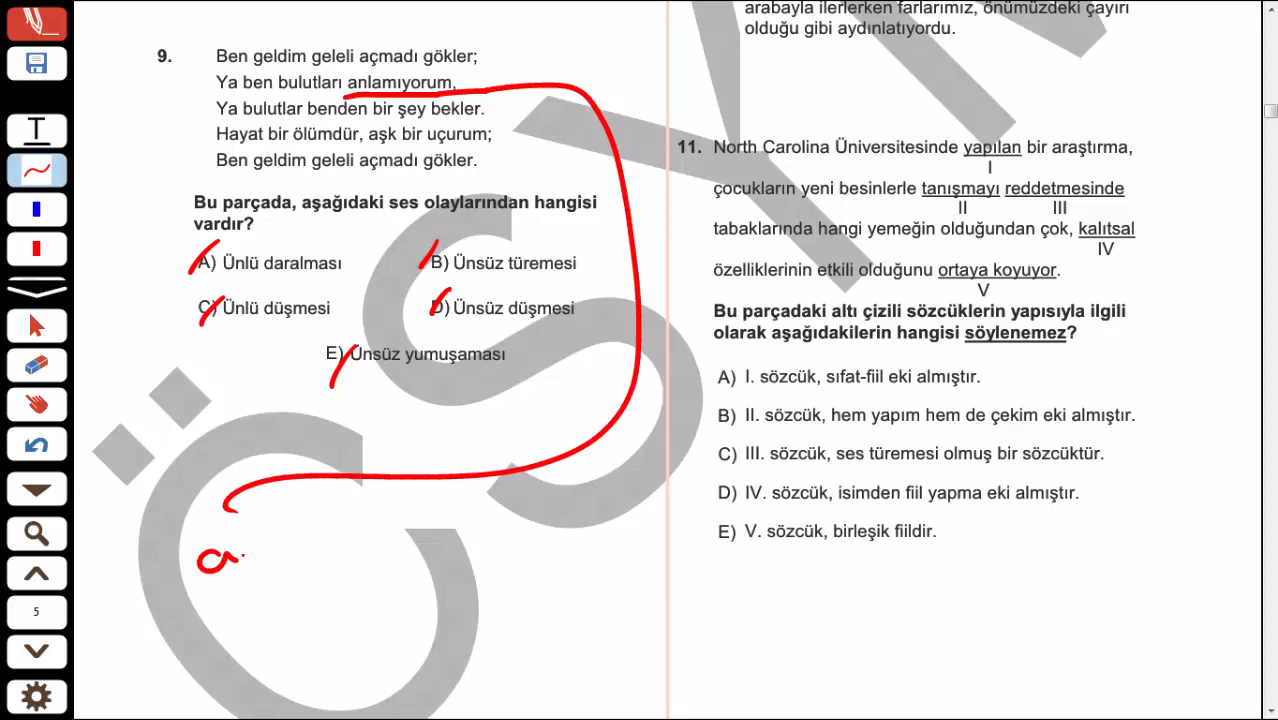 arabayla ilerlerken farlarımız, önümüzdeki çayırı
olduğu gibi aydınlatıyordu.
9. Ben geldim geleli açmadı gökler;
Ya ben bulutları anlamıyorum,
Ya bulutlar benden bir şey bekler.
Hayat bir ölümdür, aşk bir uçurum;
Ben geldim geleli açmadı gökler.
Bu parçada, aşağıdaki ses olaylarından hangisi
vardır?
A) Ünlü daralması
B) Ünsüz türemesi
C) Ünlü düşmesi
D) Ünsüz düşmesi
E) Ünsüz yumuşaması
11. North Carolina Üniversitesinde yapılan bir araştırma,
I
çocukların yeni besinlerle tanışmayı reddetmesinde
II III
tabaklarında hangi yemeğin olduğundan çok, kalıtsal
IV
özelliklerinin etkili olduğunu ortaya koyuyor.
V
Bu parçadaki altı çizili sözcüklerin yapısıyla ilgili
olarak aşağıdakilerin hangisi söylenemez?
A) I. sözcük, sıfat-fiil eki almıştır.
B) II. sözcük, hem yapım hem de çekim eki almıştır.
C) III. sözcük, ses türemesi olmuş bir sözcüktür.
D) IV. sözcük, isimden fiil yapma eki almıştır.
E) V. sözcük, birleşik fiildir.
T
5
ÖSYM